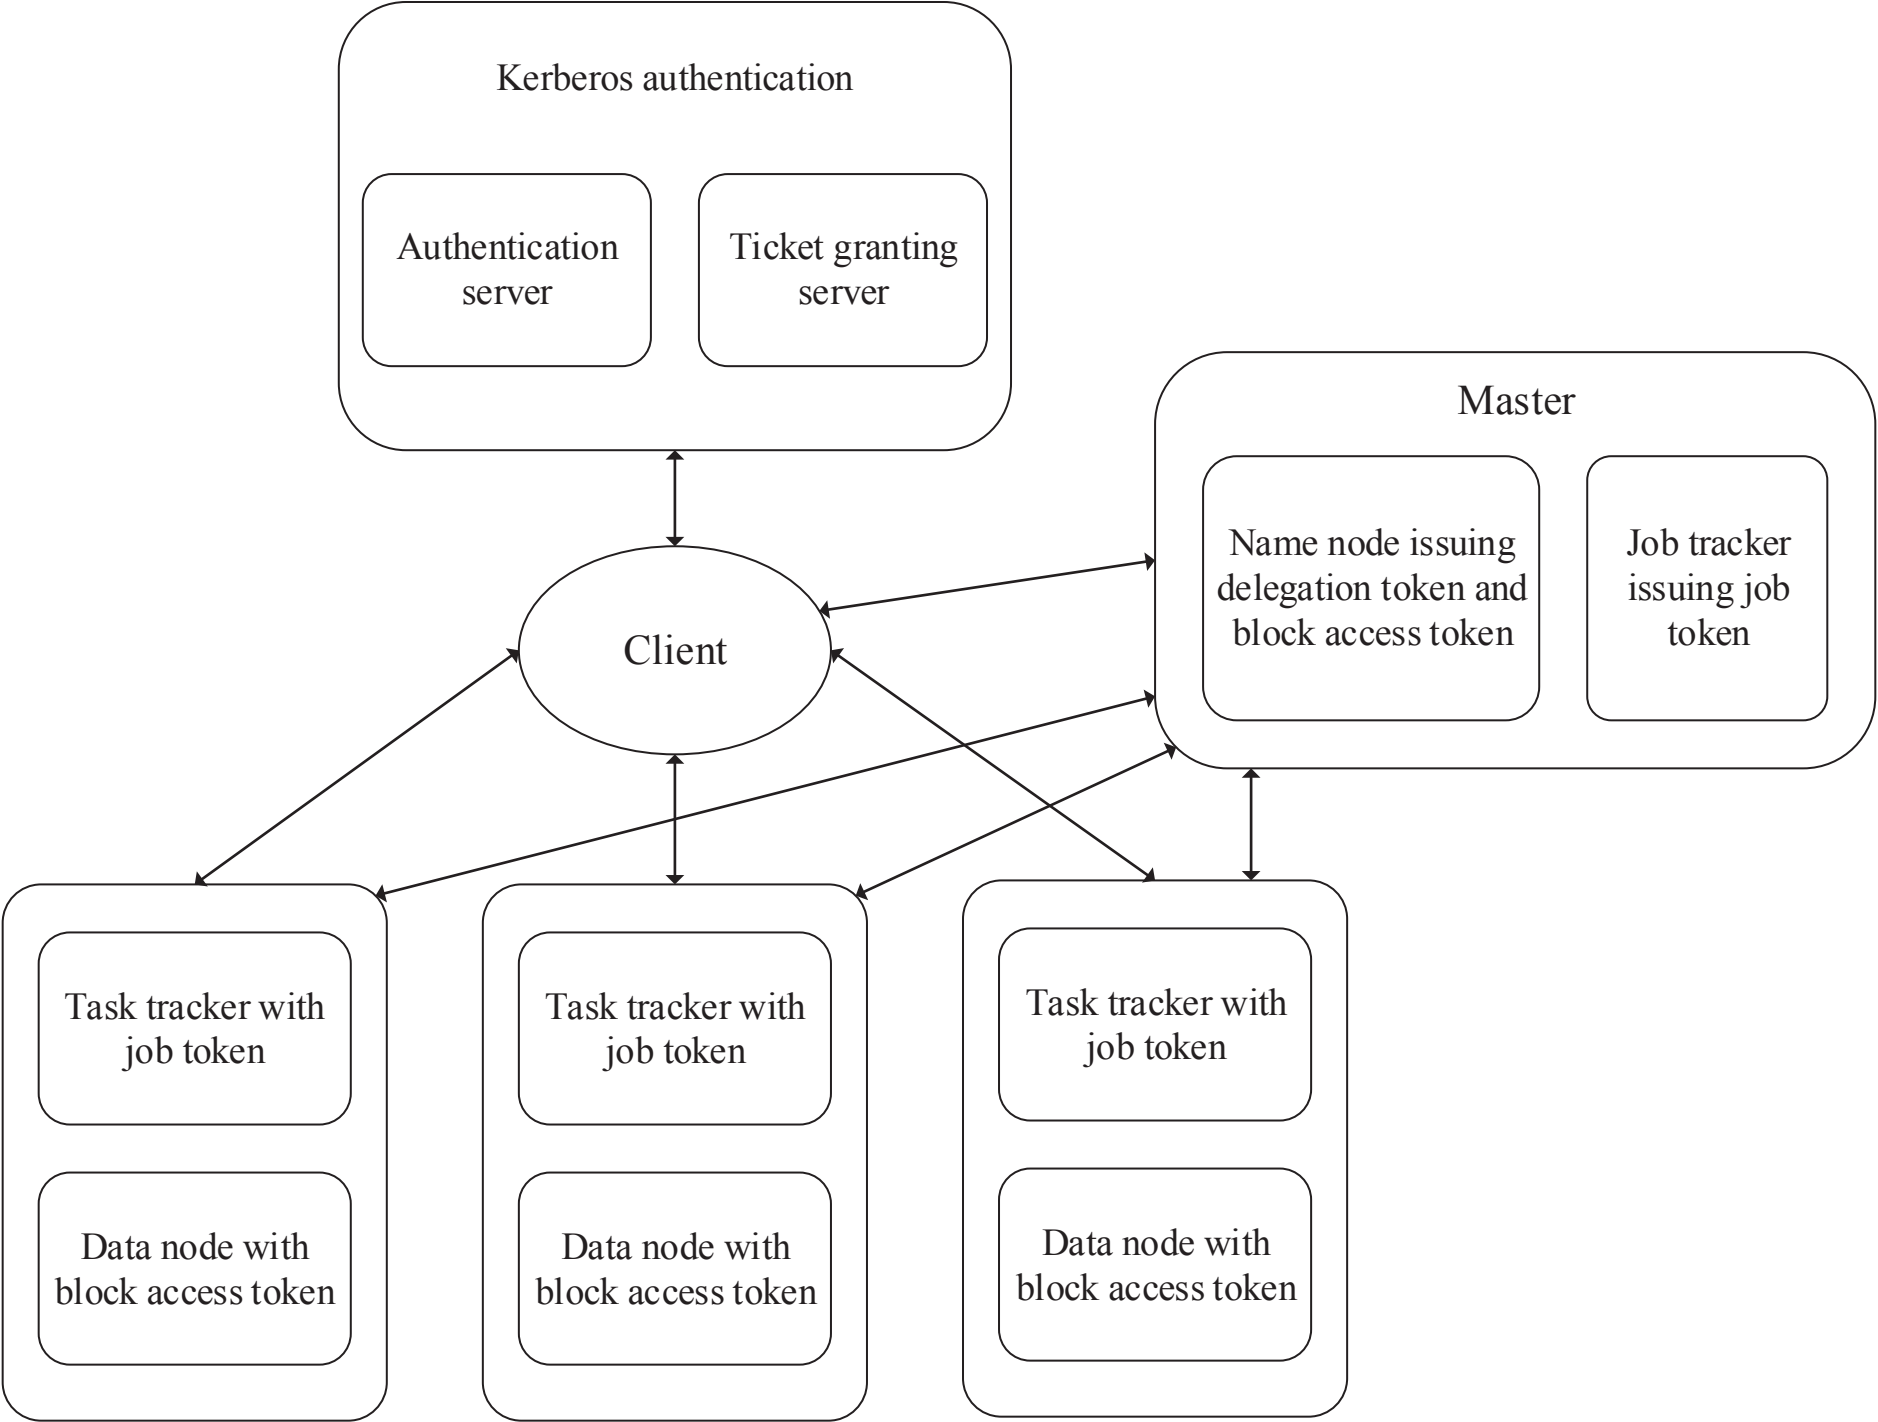 Kerberos authentication
Authentication
server
Ticket granting
server
Master
Name node issuing
delegation token and
block access token
Job tracker
issuing job
token
Client
Task tracker with
job token
Data node with
block access token
Task tracker with
job token
Data node with
block access token
Task tracker with
job token
Data node with
block access token